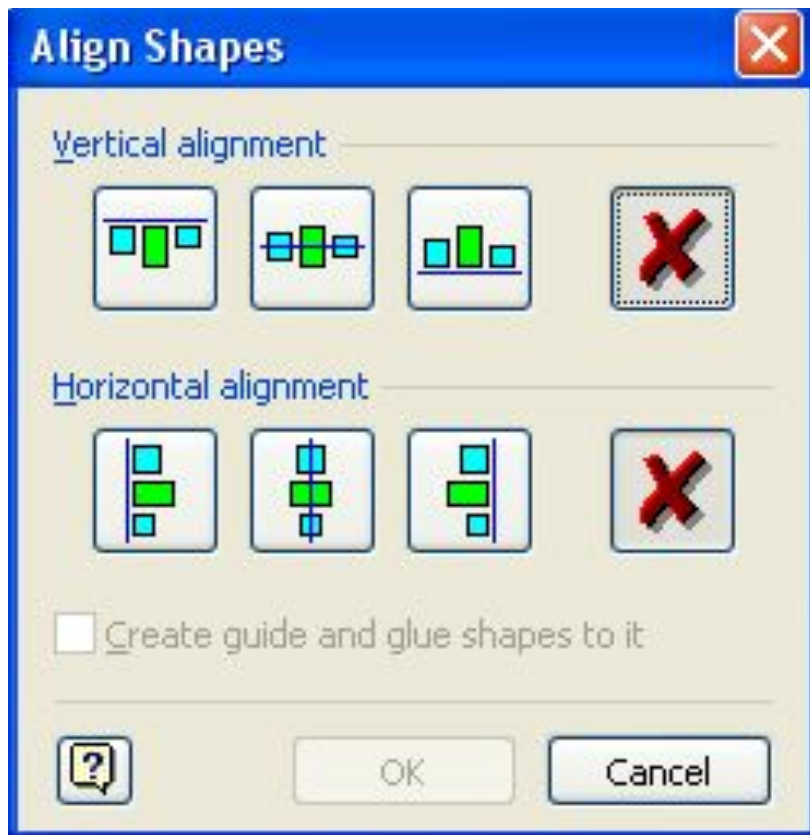 Align Shapes
Vertical alignment
Horizontal alignment
Create guide and glue shapes to it
?
OK
Cancel